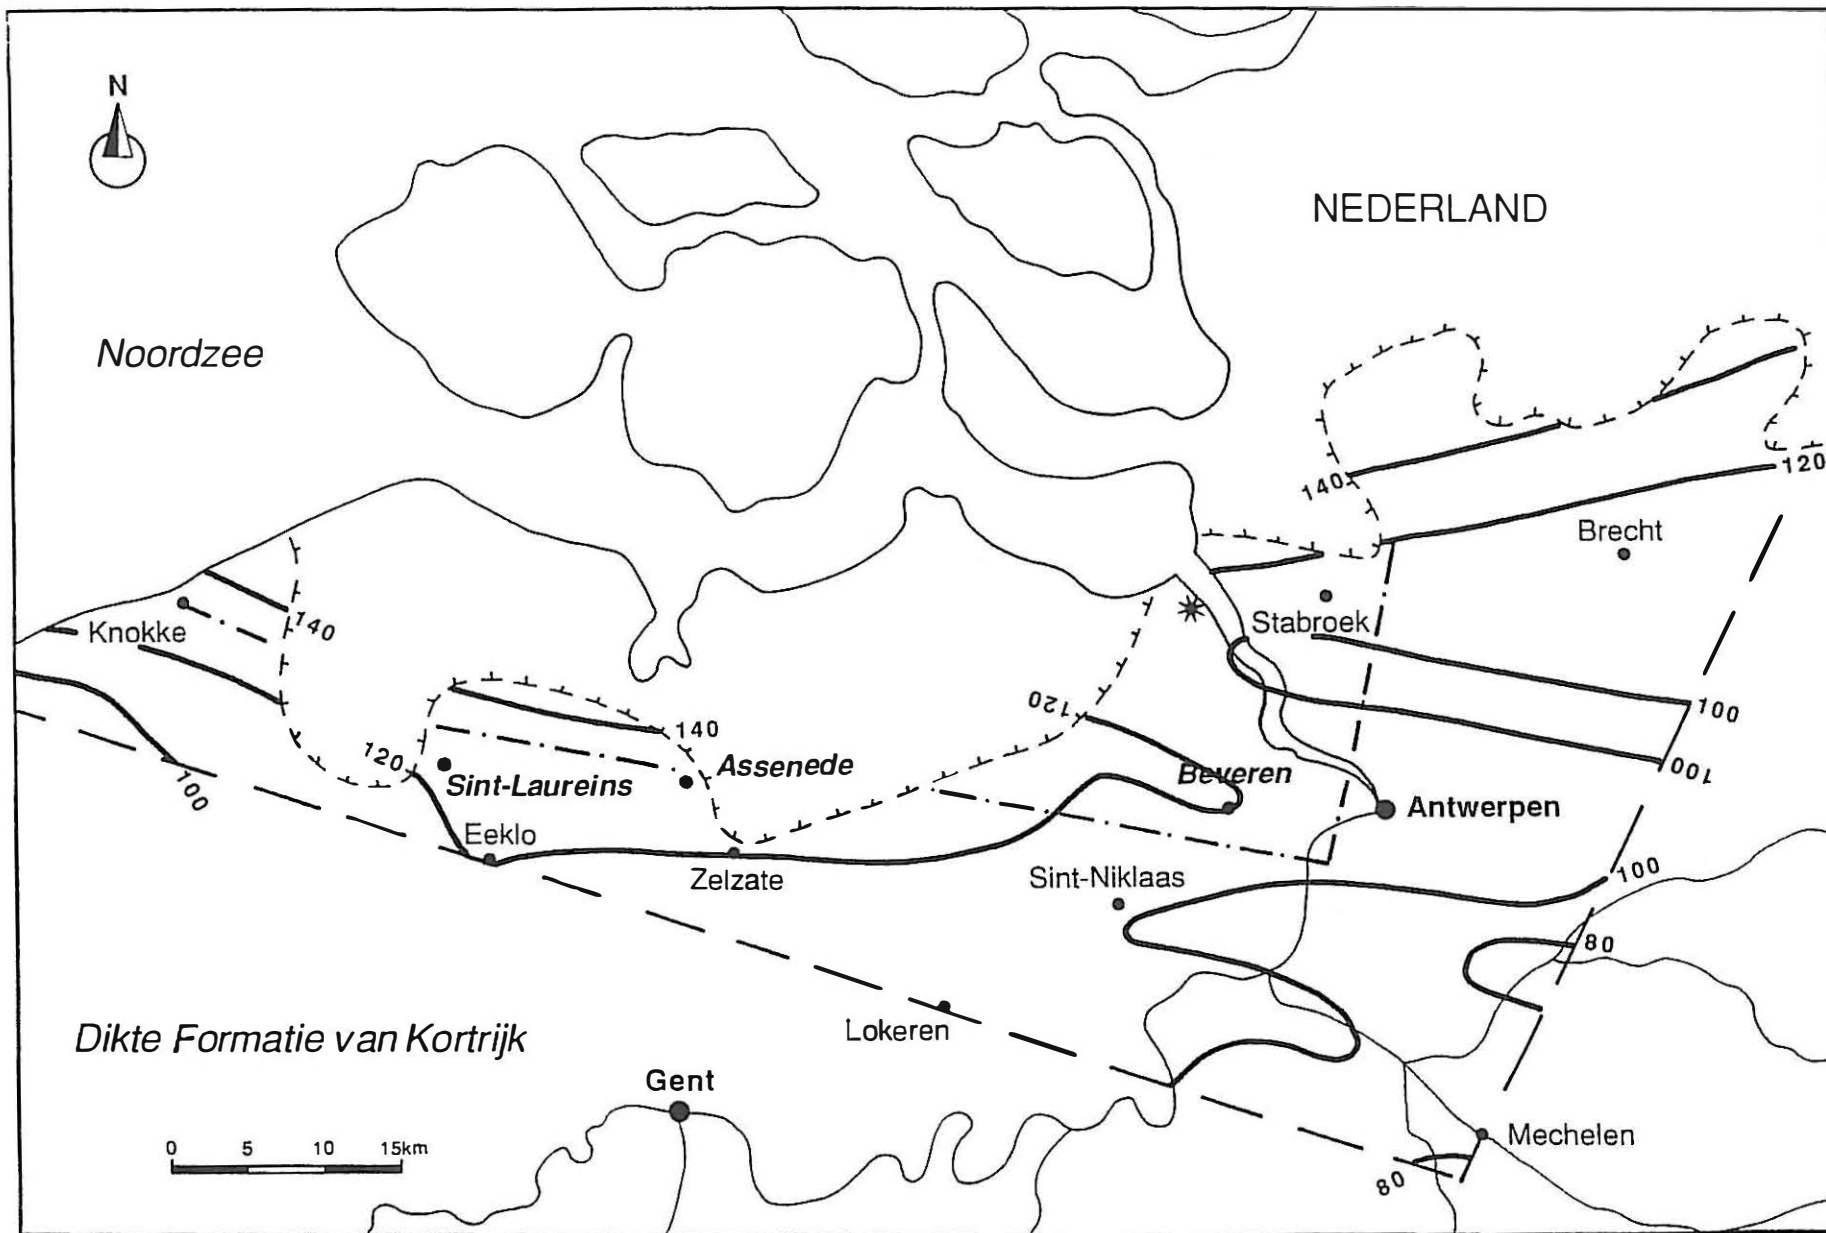 N
NEDERLAND
Noordzee
120
140
Brecht
Stabroek
Knokke
140
120
100
140
120
Assenede
Beveren
100
Sint-Laureins
100
Antwerpen
Eeklo
Zelzate
Sint-Niklaas
100
80
Lokeren
Dikte Formatie van Kortrijk
Gent
0 5 10 15km
Mechelen
80